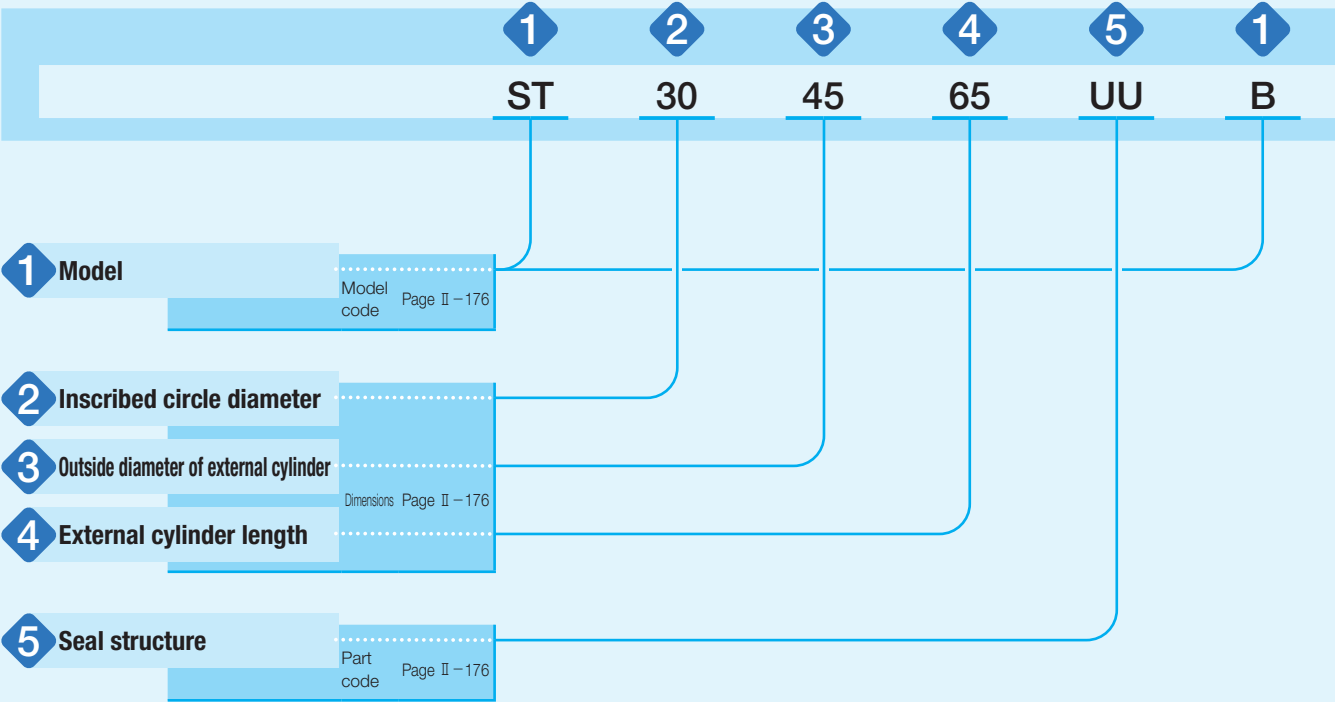 1 2 3 4 5 1
ST 30 45 65 UU B
1 Model
Model
code Page Ⅱ－176
2 Inscribed circle diameter
3 Outside diameter of external cylinder
Dimensions Page Ⅱ－176
4 External cylinder length
5 Seal structure
Part
code Page Ⅱ－176